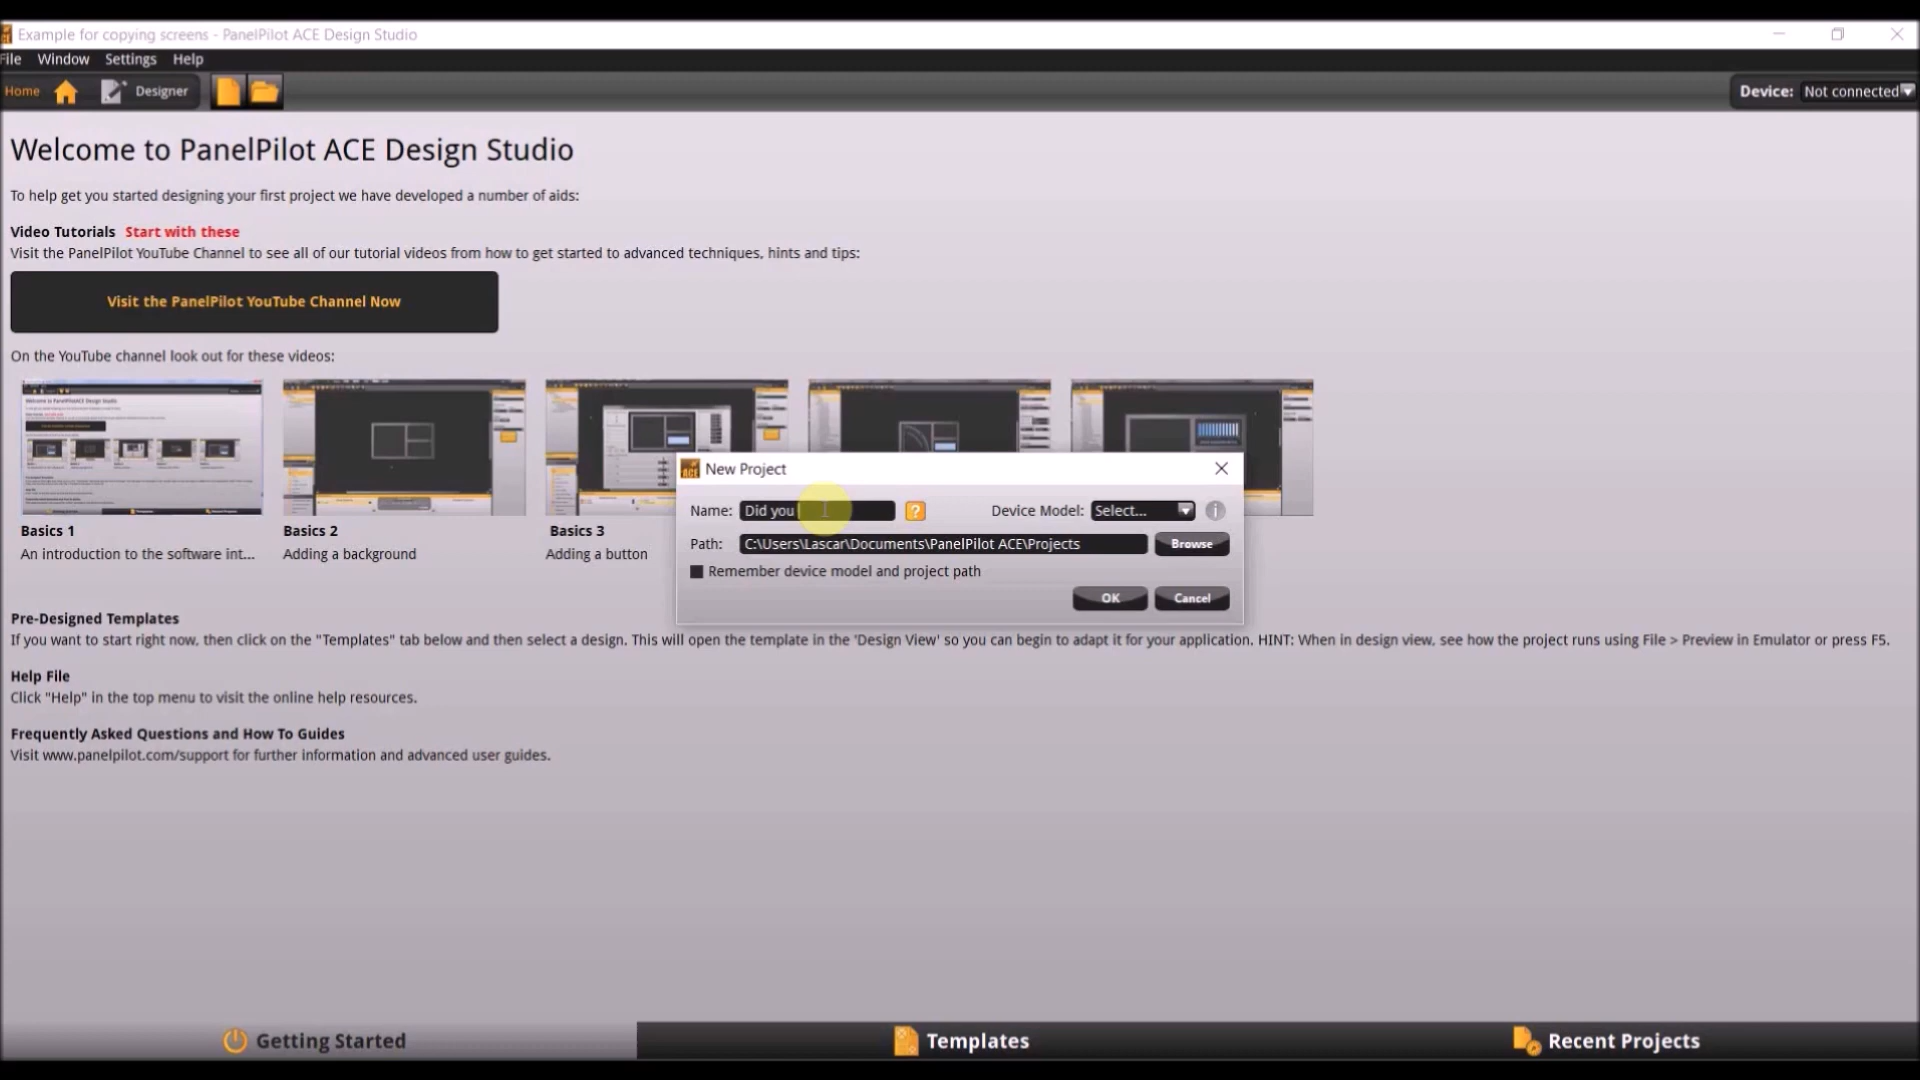 Example for copying screens - PanelPilot ACE Design Studio
File Window Settings Help
Home Designer Device: Not connected
Welcome to PanelPilot ACE Design Studio
To help get you started designing your first project we have developed a number of aids:
Video Tutorials Start with these
Visit the PanelPilot YouTube Channel to see all of our tutorial videos from how to get started to advanced techniques, hints and tips:
Visit the PanelPilot YouTube Channel Now
On the YouTube channel look out for these videos:
Basics 1
An introduction to the software int...
Basics 2
Adding a background
Basics 3
Adding a button
New Project
Name: Did you ? Device Model: Select... i
Path: C:\Users\Lascar\Documents\PanelPilot ACE\Projects Browse
Remember device model and project path
OK Cancel
Pre-Designed Templates
If you want to start right now, then click on the "Templates" tab below and then select a design. This will open the template in the 'Design View' so you can begin to adapt it for your application. HINT: When in design view, see how the project runs using File > Preview in Emulator or press F5.
Help File
Click "Help" in the top menu to visit the online help resources.
Frequently Asked Questions and How To Guides
Visit www.panelpilot.com/support for further information and advanced user guides.
Getting Started Templates Recent Projects